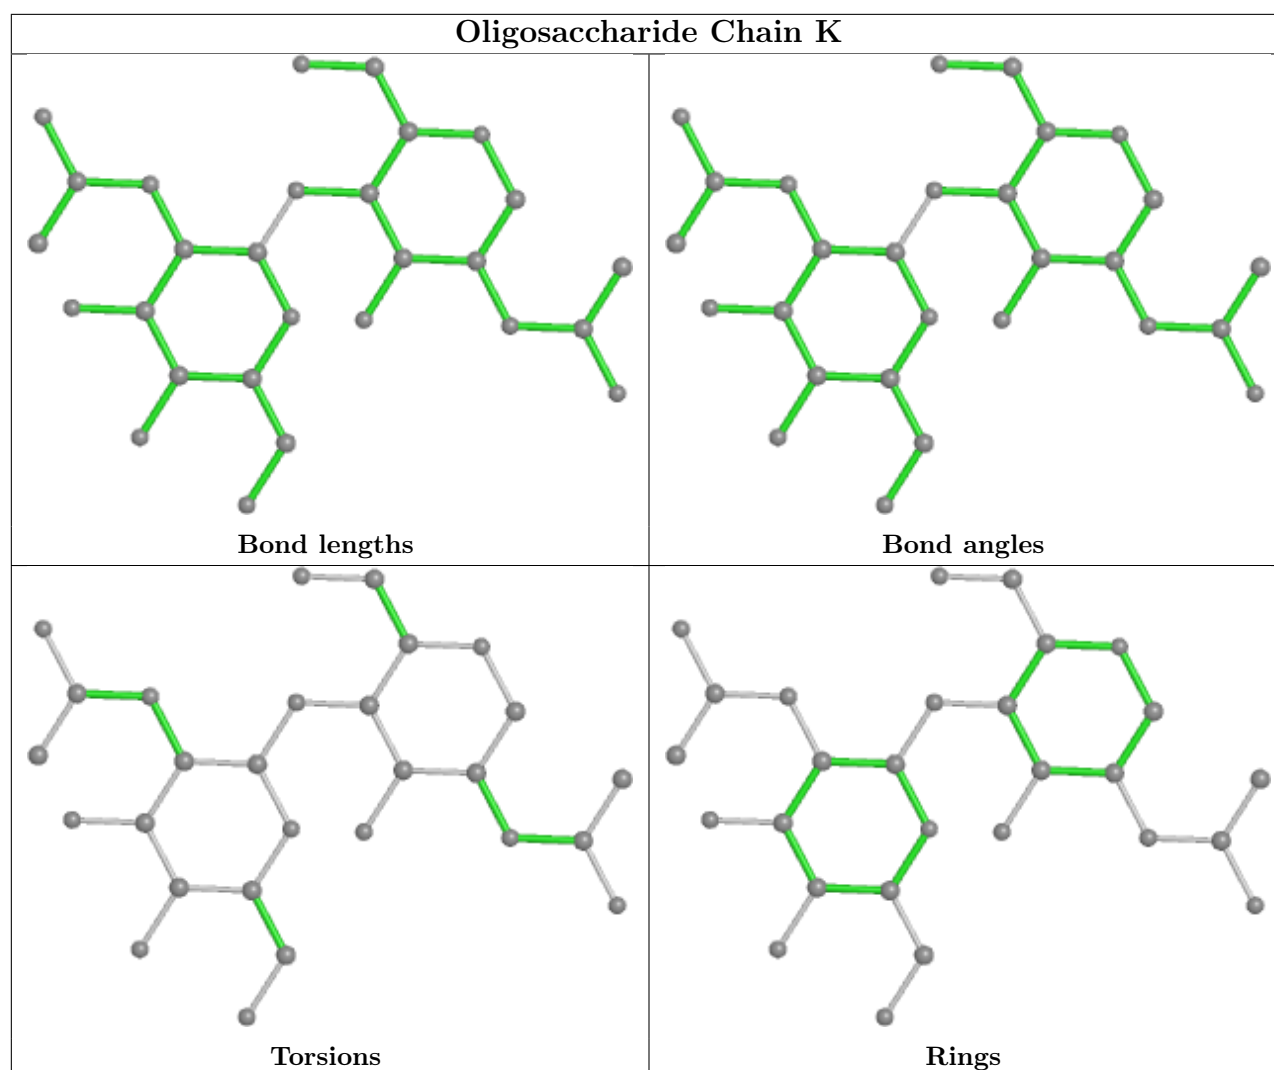 Oligosaccharide Chain K
Bond lengths
Bond angles
Torsions
Rings